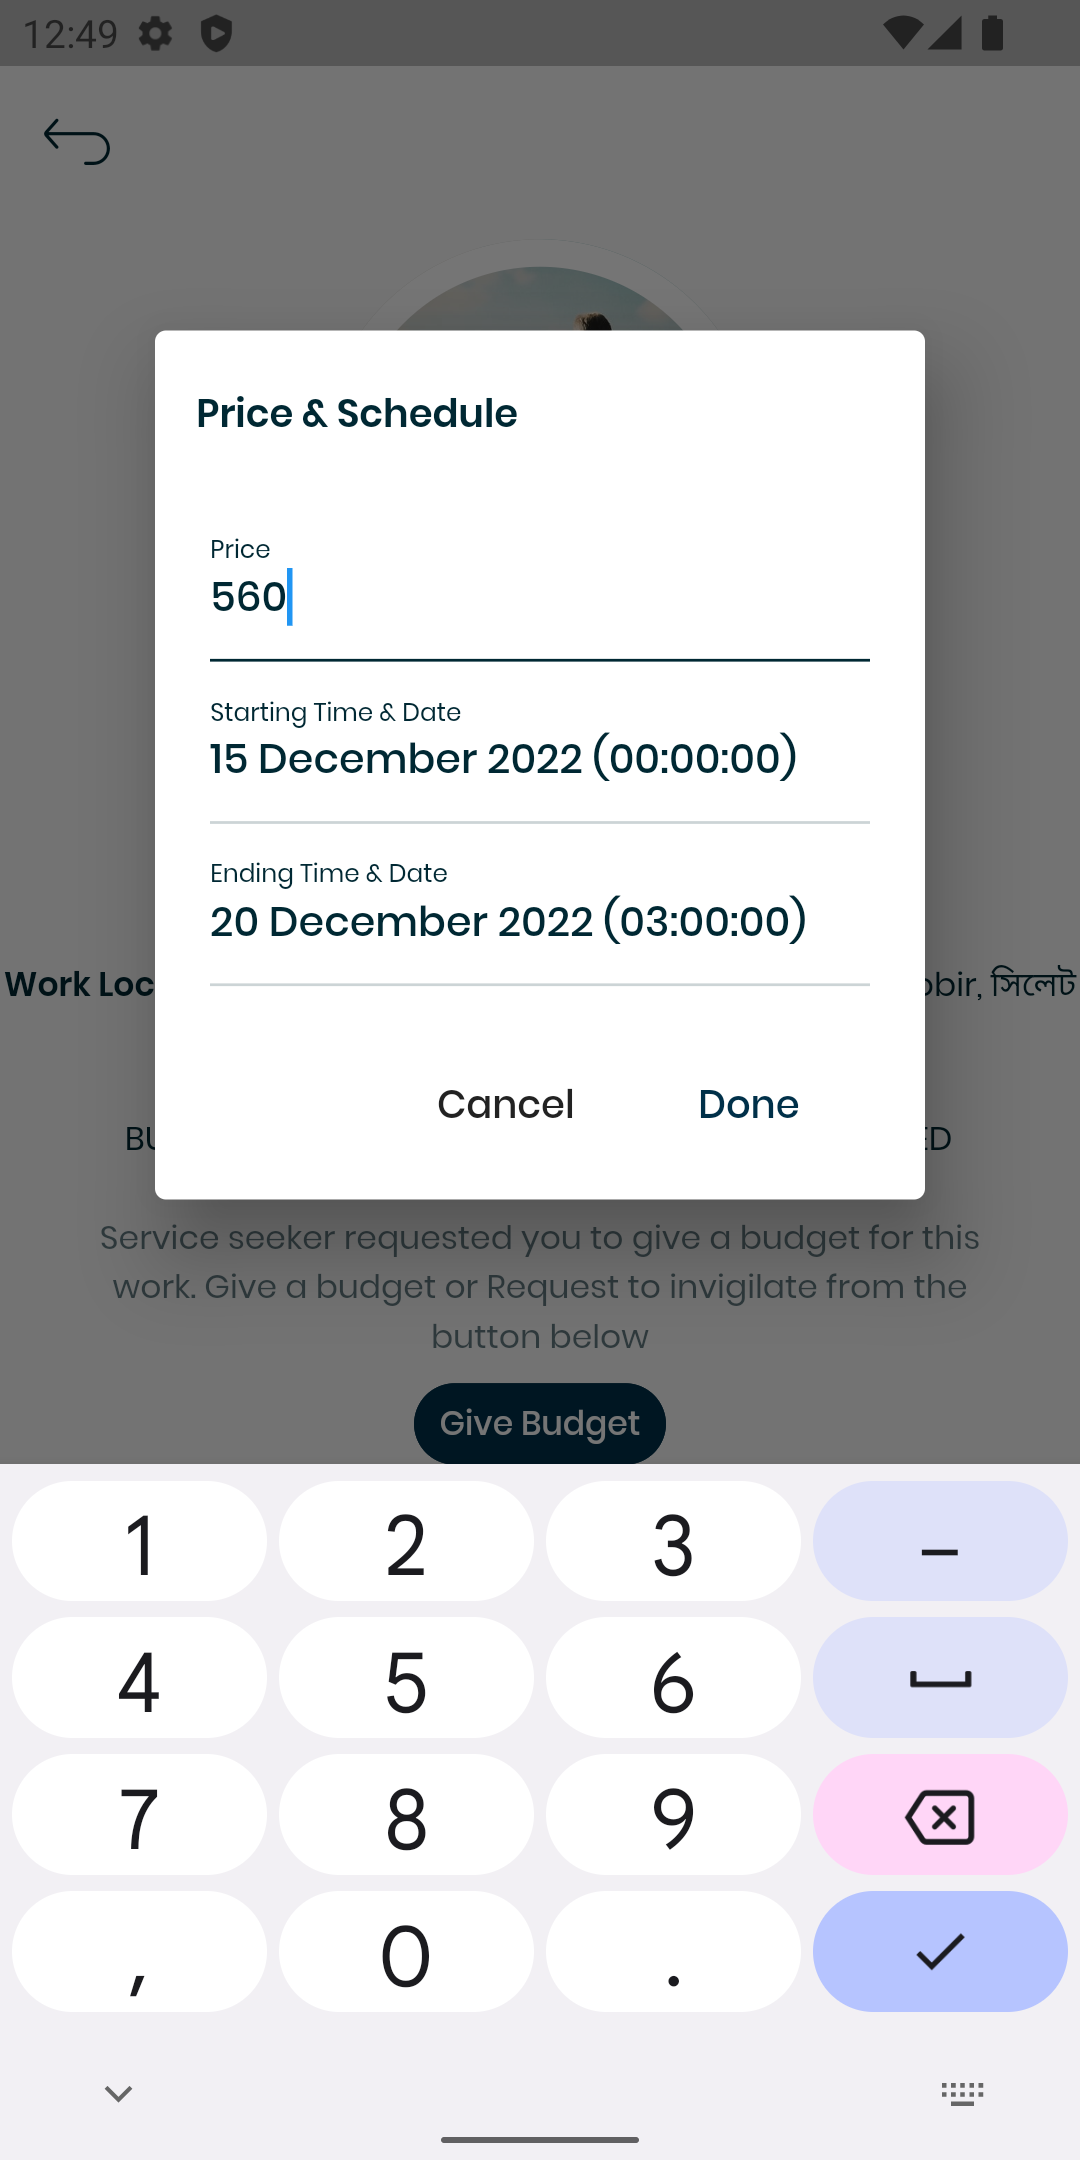 12:49
Price & Schedule
Price
560
Starting Time & Date
15 December 2022 (00:00:00)
Ending Time & Date
20 December 2022 (03:00:00)
Work Loc
সিলেট
Cancel Done
Service seeker requested you to give a budget for this
work. Give a budget or Request to invigilate from the
button below
Give Budget
1 2 3 –
4 5 6
7 8 9
, 0 .